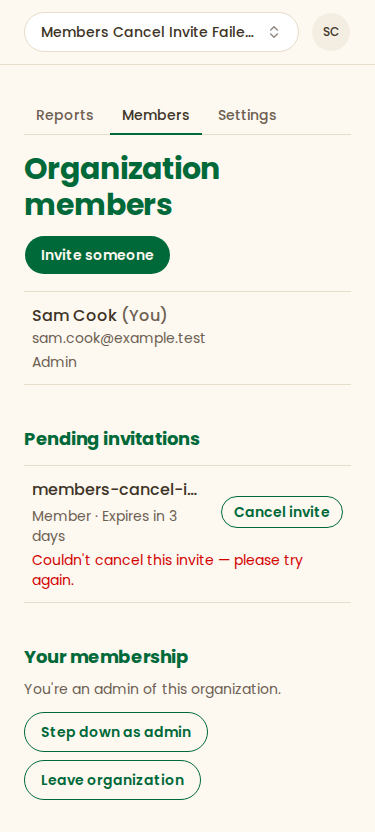 Members Cancel Invite Faile…
SC
Reports
Members
Settings
Organization
members
Invite someone
Sam Cook (You)
sam.cook@example.test
Admin
Pending invitations
members-cancel-i…
Member · Expires in 3
days
Cancel invite
Couldn't cancel this invite — please try
again.
Your membership
You're an admin of this organization.
Step down as admin
Leave organization